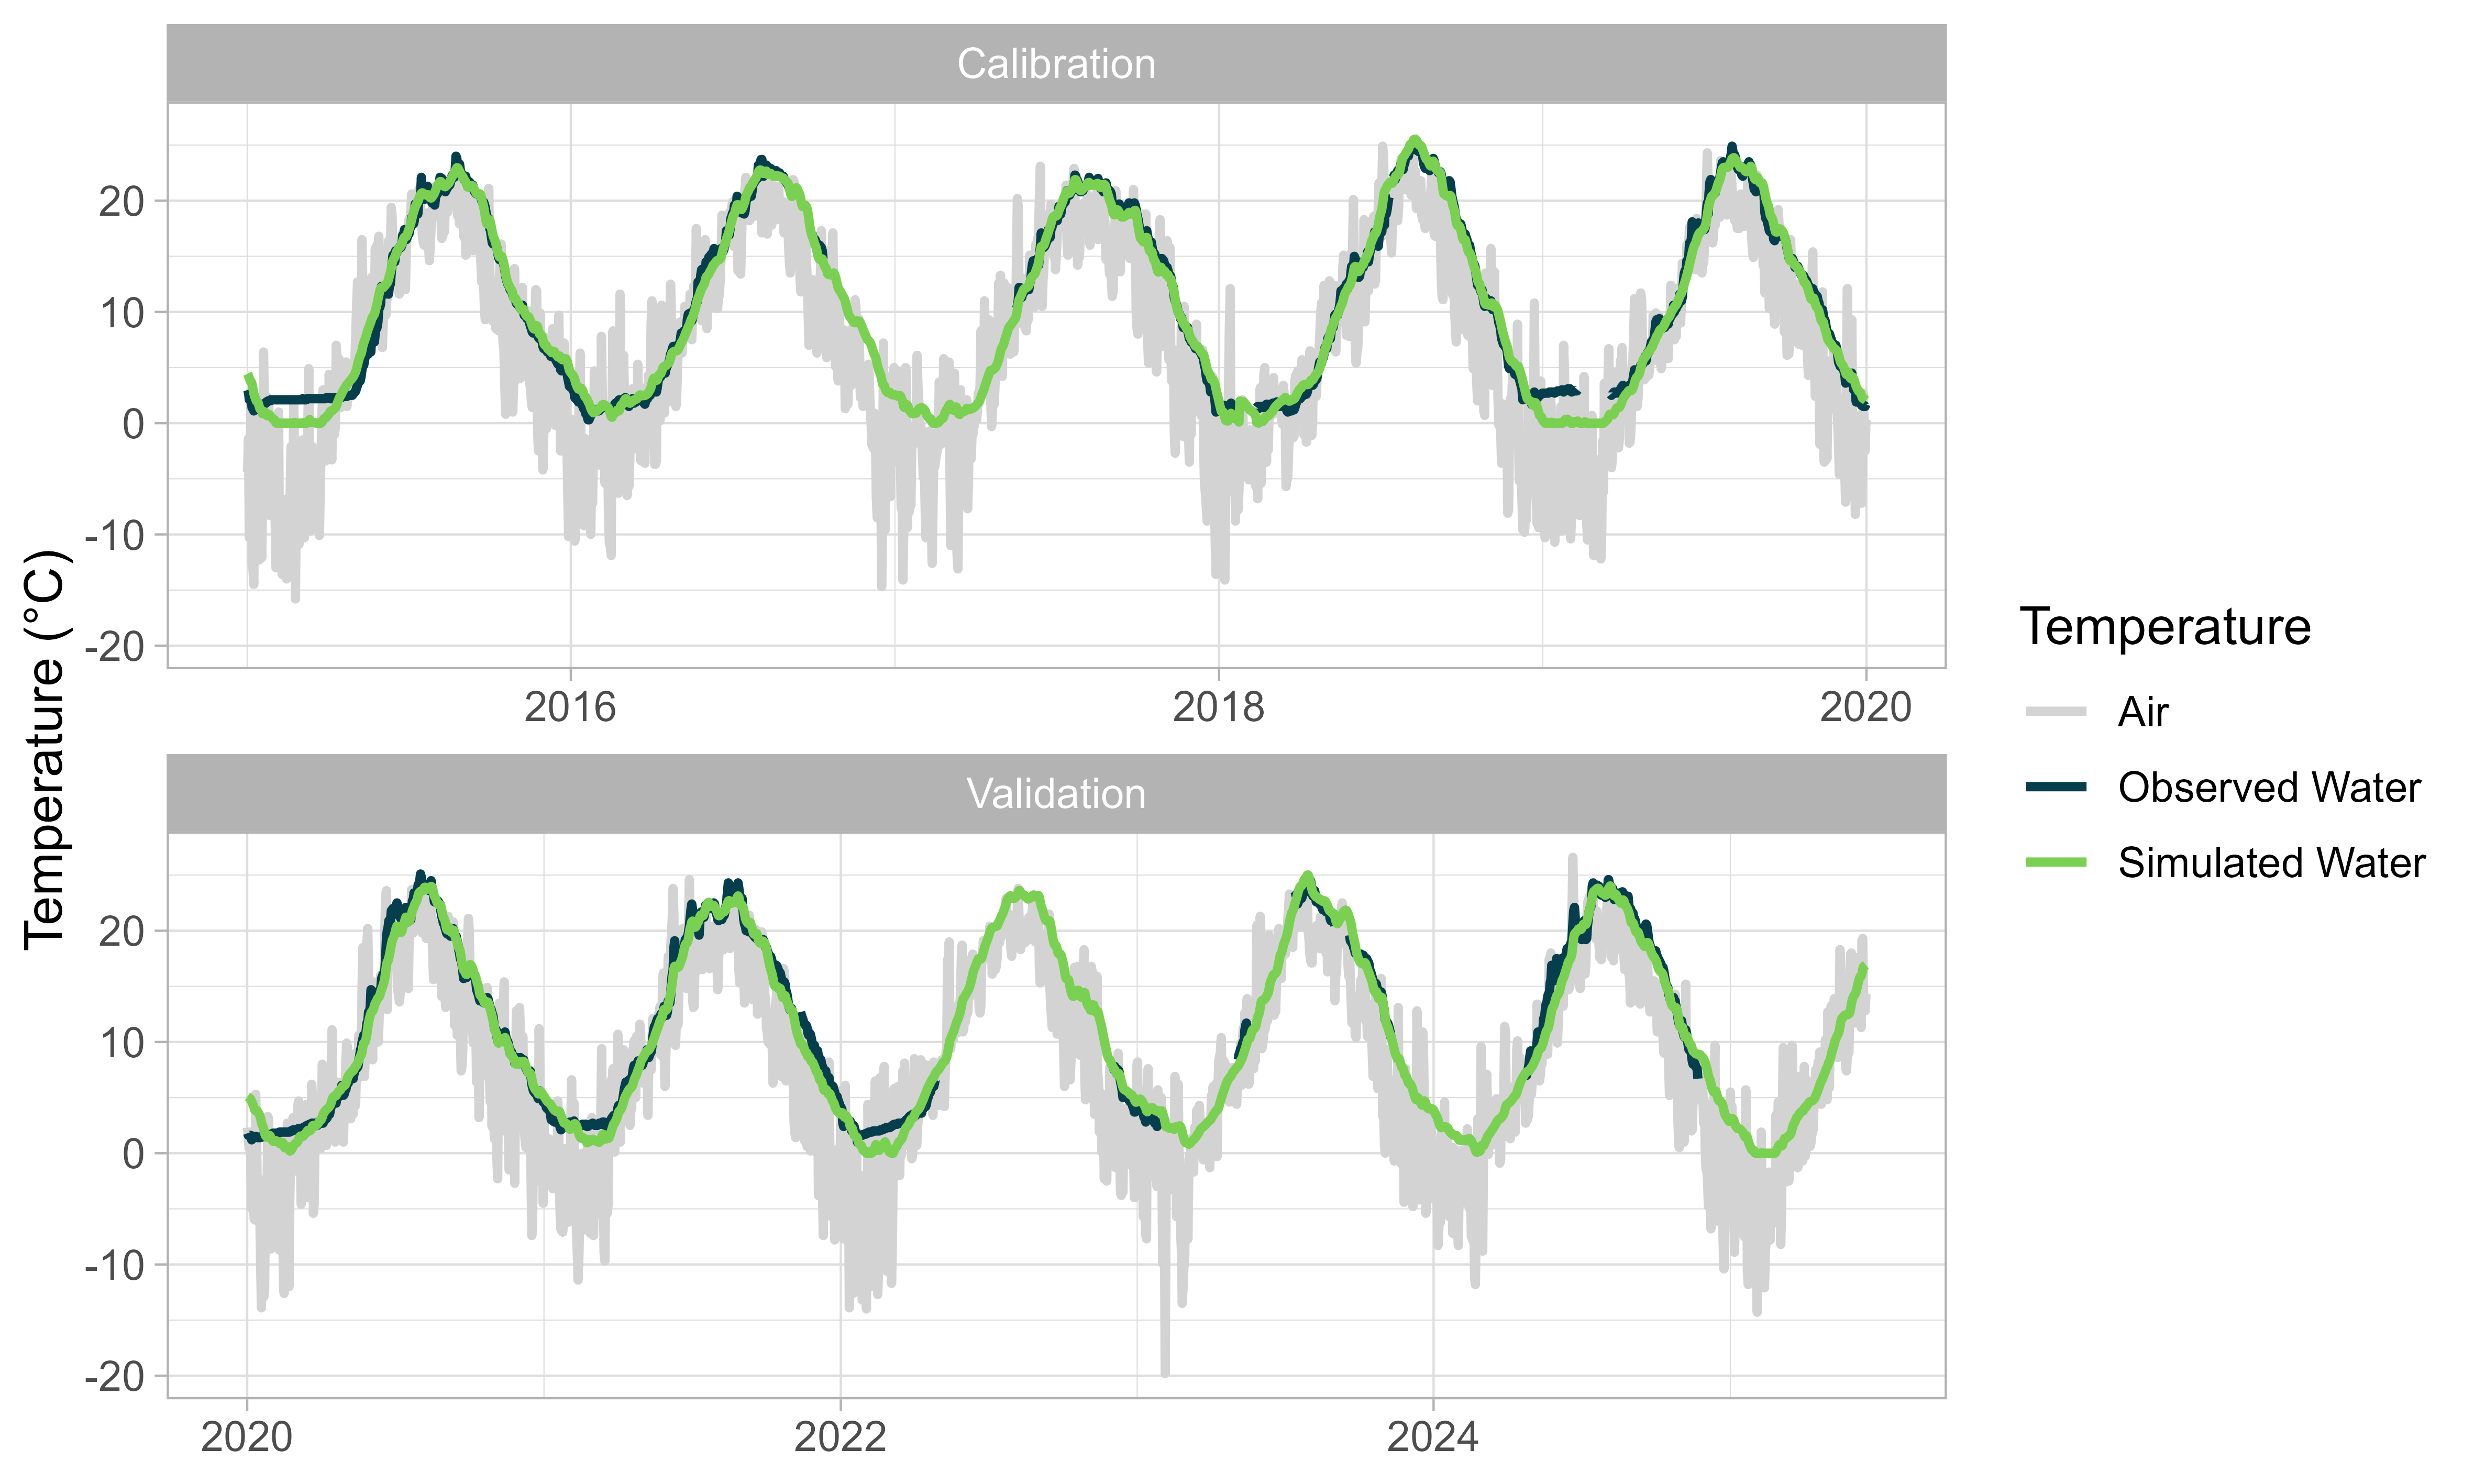 Calibration
20
10
0
-10
-20
2016 2018 2020
Temperature (°C)
Validation
20
10
0
-10
-20
2020 2022 2024
Temperature
Air
Observed Water
Simulated Water